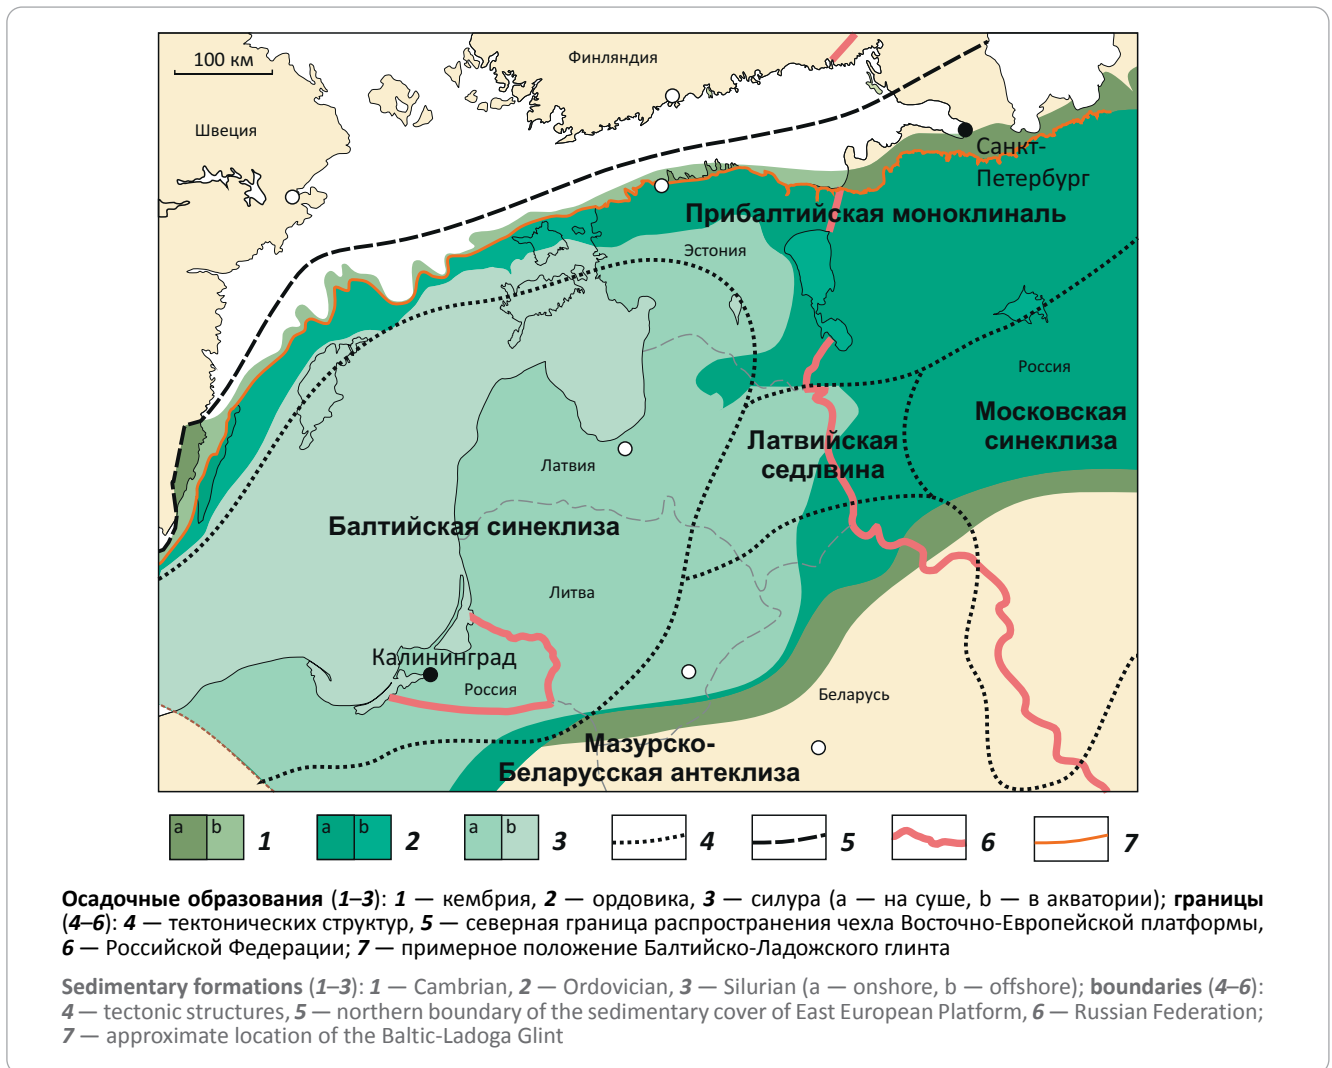 100 км
Финляндия
Швеция
Санкт-
Петербург
Прибалтийская моноклиналь
Эстония
Россия
Московская
синеклиза
Латвийская
седлвина
Латвия
Балтийская синеклиза
Литва
Калининград
Россия
Беларусь
Мазурско-
Беларусская антеклиза
a b 1 a b 2 a b 3 4 5 6 7
Осадочные образования (1–3): 1 — кембрия, 2 — ордовика, 3 — силура (a — на суше, b — в акватории); границы
(4–6): 4 — тектонических структур, 5 — северная граница распространения чехла Восточно-Европейской платформы,
6 — Российской Федерации; 7 — примерное положение Балтийско-Ладожского глинта
Sedimentary formations (1–3): 1 — Cambrian, 2 — Ordovician, 3 — Silurian (a — onshore, b — offshore); boundaries (4–6):
4 — tectonic structures, 5 — northern boundary of the sedimentary cover of East European Platform, 6 — Russian Federation;
7 — approximate location of the Baltic-Ladoga Glint